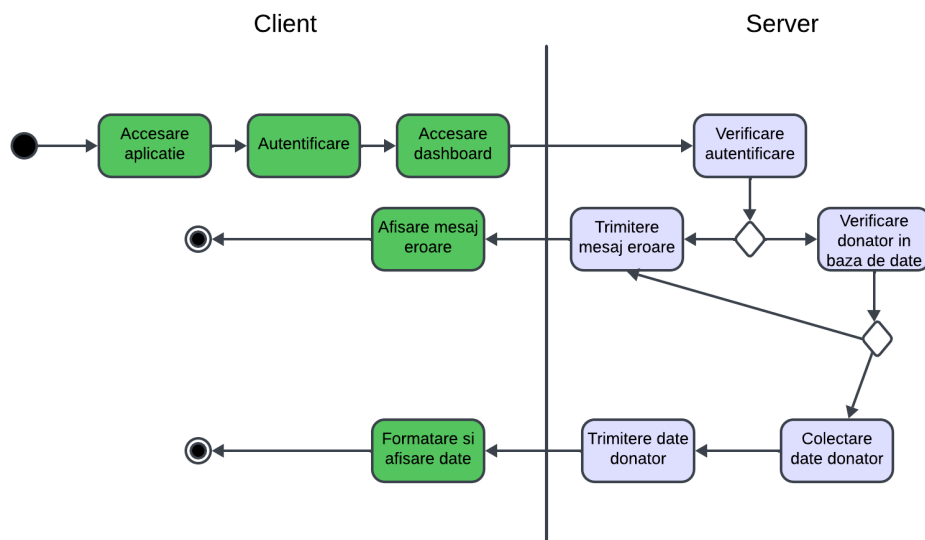 Client
Server
Accesare
aplicatie
Autentificare
Accesare
dashboard
Verificare
autentificare
Afisare mesaj
eroare
Trimitere
mesaj eroare
Verificare
donator in
baza de date
Formatare si
afisare date
Trimitere date
donator
Colectare
date donator